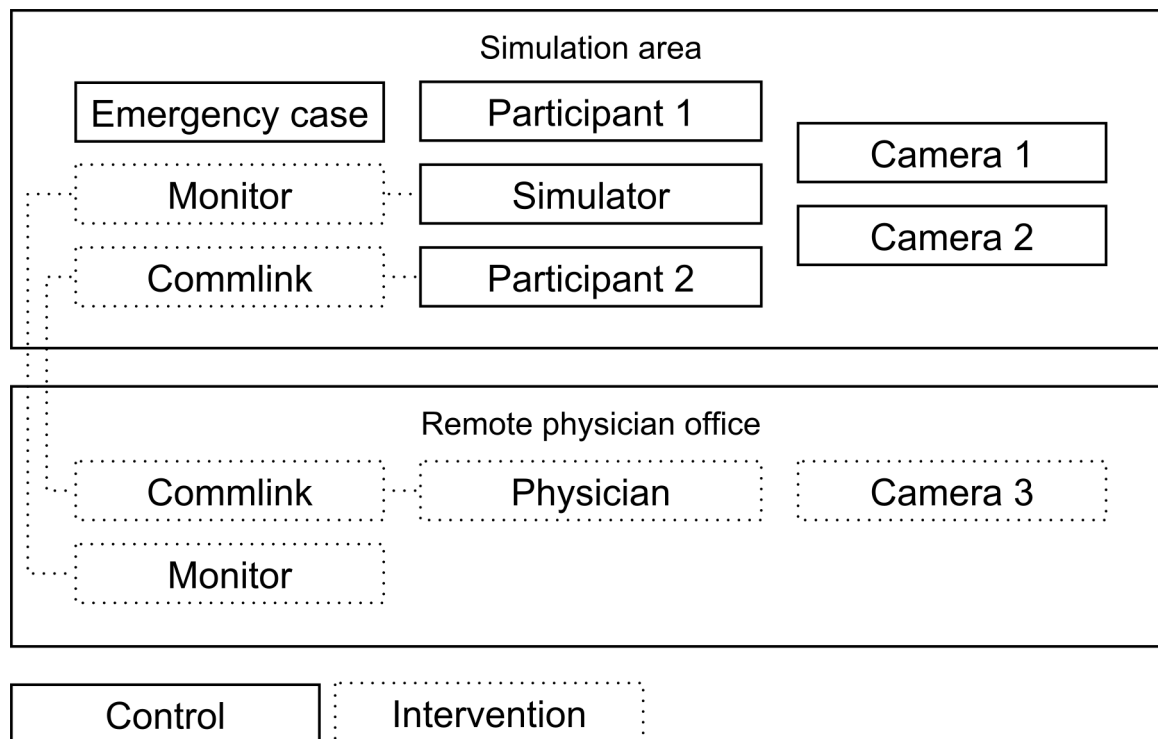 Simulation area
Emergency case
Participant 1
Camera 1
Monitor
Simulator
Camera 2
Commlink
Participant 2
Remote physician office
Commlink
Physician
Camera 3
Monitor
Control
Intervention